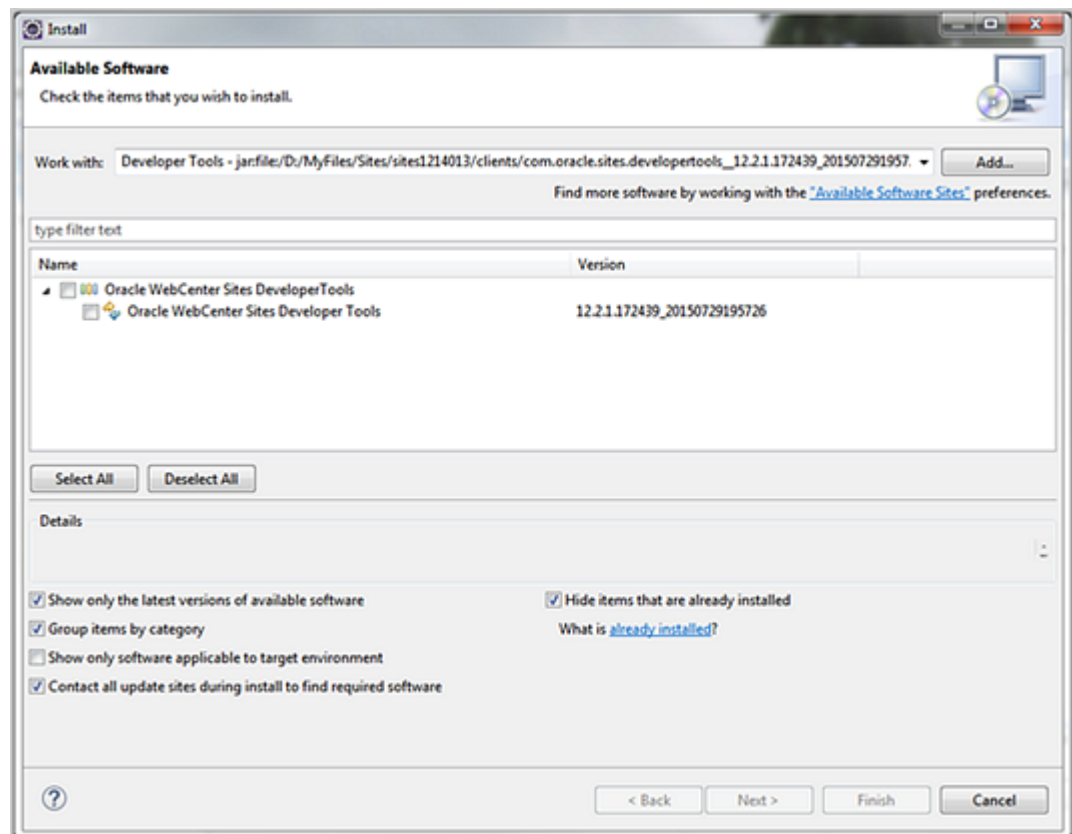 Install
Available Software
Check the items that you wish to install.
Work with: Developer Tools - jar:file:/D:/MyFiles/Sites/sites1214013/clients/com.oracle.sites.developertools__12.2.1.172439_201507291957. Add...
Find more software by working with the "Available Software Sites" preferences.
type filter text
Name Version
Oracle WebCenter Sites DeveloperTools
Oracle WebCenter Sites Developer Tools 12.2.1.172439_20150729195726
Select All Deselect All
Details
Show only the latest versions of available software Hide items that are already installed
Group items by category What is already installed?
Show only software applicable to target environment
Contact all update sites during install to find required software
? < Back Next > Finish Cancel